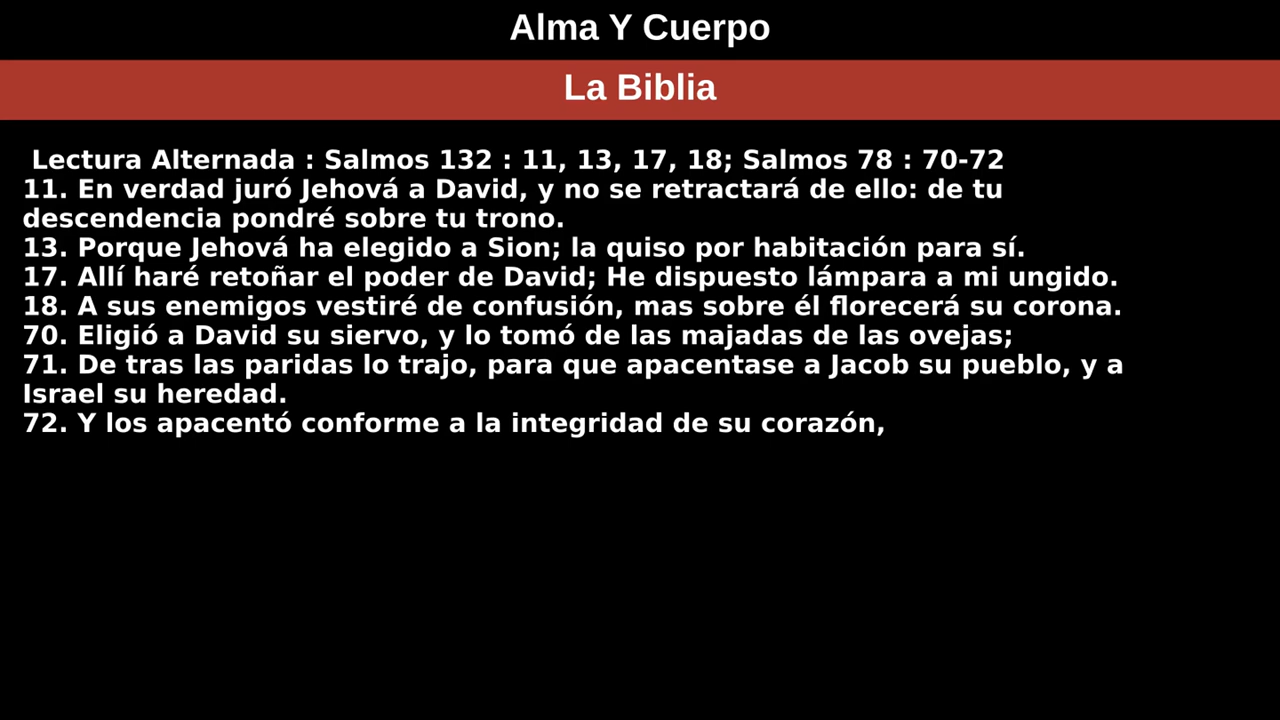 Alma Y Cuerpo
La Biblia
Lectura Alternada : Salmos 132 : 11, 13, 17, 18; Salmos 78 : 70-72
11. En verdad juró Jehová a David, y no se retractará de ello: de tu
descendencia pondré sobre tu trono.
13. Porque Jehová ha elegido a Sion; la quiso por habitación para sí.
17. Allí haré retoñar el poder de David; He dispuesto lámpara a mi ungido.
18. A sus enemigos vestiré de confusión, mas sobre él florecerá su corona.
70. Eligió a David su siervo, y lo tomó de las majadas de las ovejas;
71. De tras las paridas lo trajo, para que apacentase a Jacob su pueblo, y a
Israel su heredad.
72. Y los apacentó conforme a la integridad de su corazón,